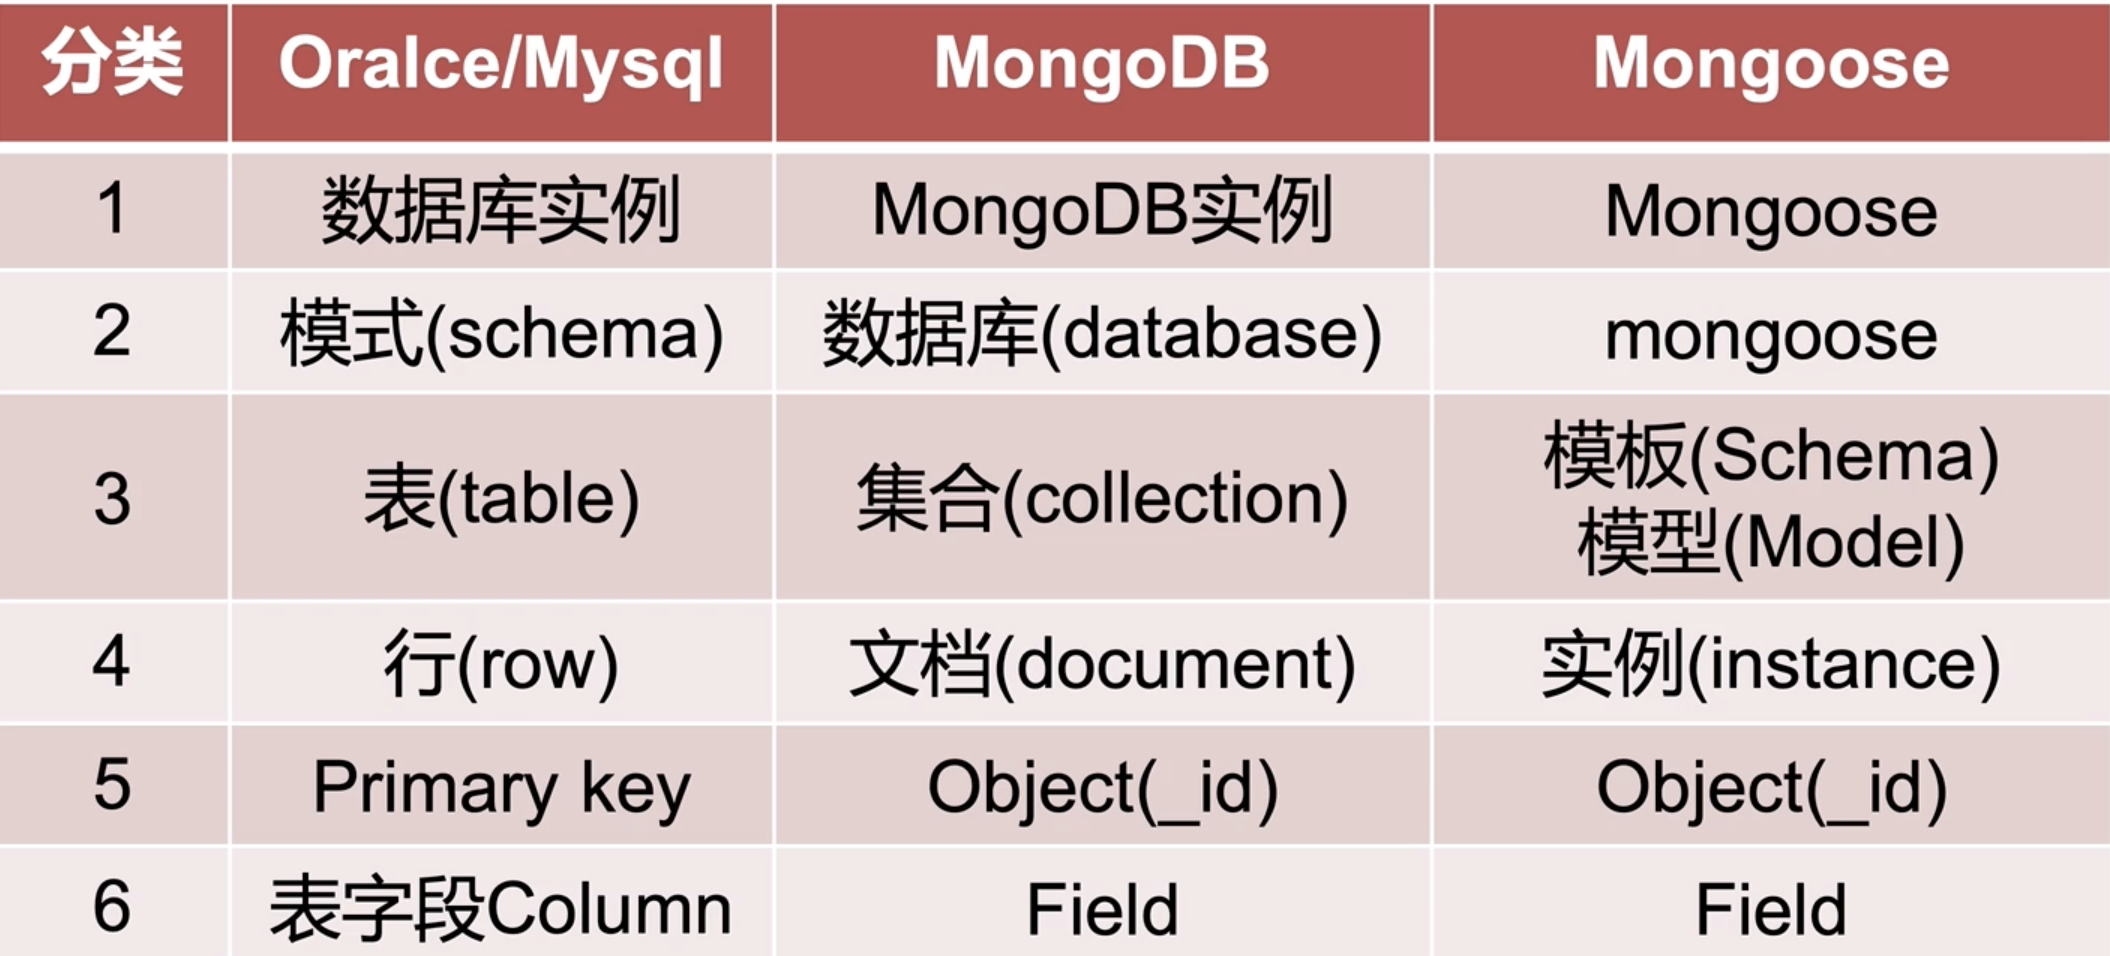 分类 Oralce/Mysql MongoDB Mongoose
1 数据库实例 MongoDB实例 Mongoose
2 模式(schema) 数据库(database) mongoose
3 表(table) 集合(collection) 模板(Schema)
模型(Model)
4 行(row) 文档(document) 实例(instance)
5 Primary key Object(_id) Object(_id)
6 表字段Column Field Field